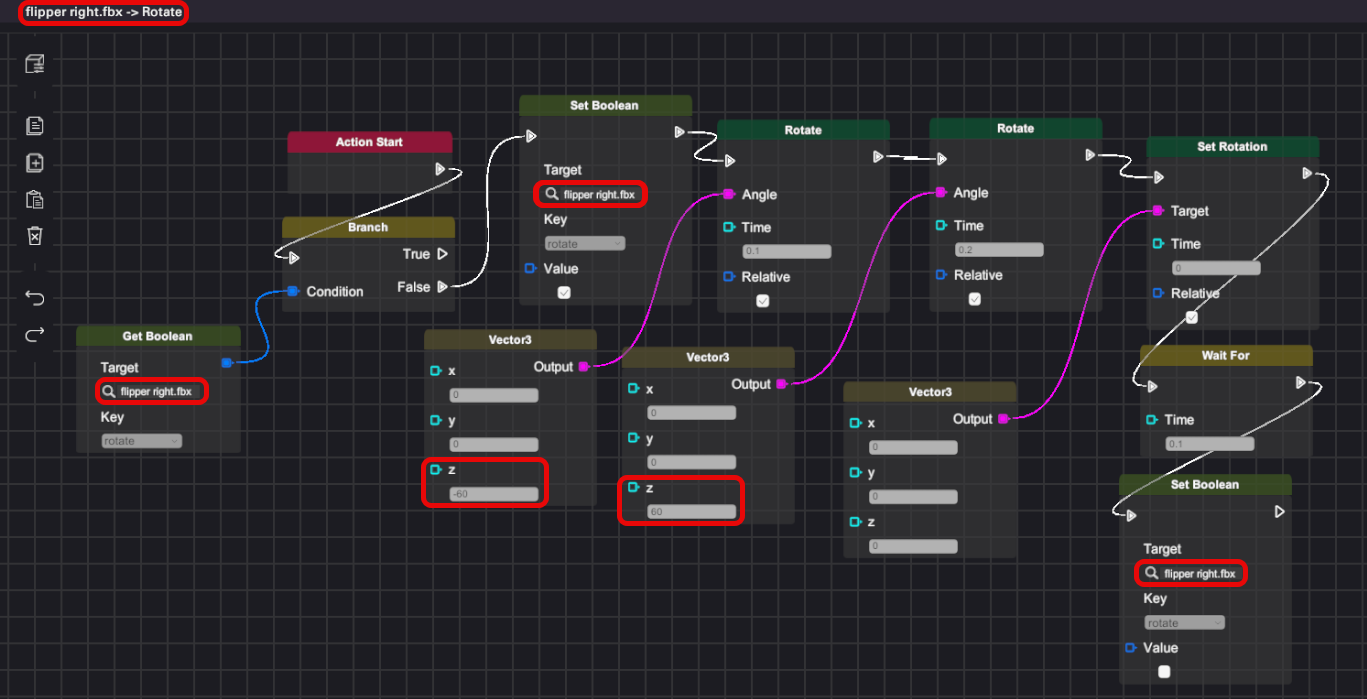 flipper right.fbx -> Rotate
Action Start
Branch
True
Condition
False
Get Boolean
Target
flipper right.fbx
Key
rotate
Set Boolean
Target
flipper right.fbx
Key
rotate
Value
Vector3
Output
x
0
y
0
z
-60
Rotate
Angle
Time
0.1
Relative
Vector3
Output
x
0
y
0
z
60
Rotate
Angle
Time
0.2
Relative
Vector3
Output
x
0
y
0
z
0
Set Rotation
Target
Time
0
Relative
Wait For
Time
0.1
Set Boolean
Target
flipper right.fbx
Key
rotate
Value